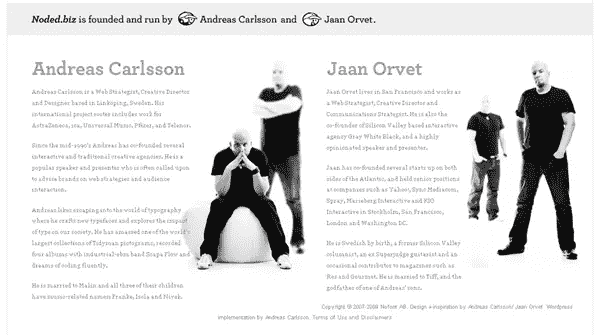 Noded.biz is founded and run by Andreas Carlsson and Jaan Orvet.
Andreas Carlsson
Andreas Carlsson is a Web Strategist, Creative Director
and Designer based in Linköping, Sweden. His
international project roster includes work for
AstraZeneca, ica, Universal Music, Pfizer, and Telenor.
Since the mid-1990's Andreas has co-founded several
interactive and traditional creative agencies. He is a
popular speaker and presenter who is often called upon
to advice brands on web strategies and audience
interaction.
Andreas likes escaping into the world of typography
where he crafts new typefaces and explores the impact
of type on our society. He has amassed one of the world's
largest collections of Tidyman pictograms, recorded
four albums with industrial-ebm band Scapa Flow and
dreams of coding fluently.
He is married to Malin and all three of their children
have music-related names Franka, Isola and Noyek.
Jaan Orvet
Jaan Orvet lives in San Francisco and works as
a Web Strategist, Creative Director and
Communications Strategist. He is also the
co-founder of Silicon Valley based interactive
agency Gray White Black, and a highly
opinionated speaker and presenter.
Jaan has co-founded several starts up on both
sides of the Atlantic, and held senior positions
at companies such as Yahoo!, Sync Mediacom,
Spray, Mariaborg Interactive and FIG
Interactive in Stockholm, San Francisco,
London and Washington DC.
He is Swedish by birth, a former Silicon Valley
columnist, an ex Superjudge guitarist and an
occasional contributor to magazines such as
Res and Gourmet. He is married to Tiff, and the
godfather of one of Andreas' sons.
Copyright © 2007-2009 Nofont AB. Design + inspiration by Andreas Carlsson/ Jaan Orvet Wordpress
implementation by Andreas Carlsson. Terms of Use and Disclaimers